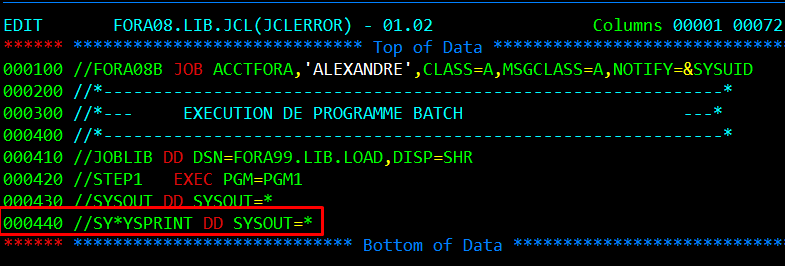 EDIT FORA08.LIB.JCL(JCLERROR) - 01.02 Columns 00001 00072
****** ***************************** Top of Data ******************************
000100 //FORA08B JOB ACCTFORA,'ALEXANDRE',CLASS=A,MSGCLASS=A,NOTIFY=&SYSUID
000200 //*--------------------------------------------------------------------*
000300 //*--- EXECUTION DE PROGRAMME BATCH ---*
000400 //*--------------------------------------------------------------------*
000410 //JOBLIB DD DSN=FORA99.LIB.LOAD,DISP=SHR
000420 //STEP1 EXEC PGM=PGM1
000430 //SYSOUT DD SYSOUT=*
000440 //SY*YSPRINT DD SYSOUT=*
****** **************************** Bottom of Data ****************************